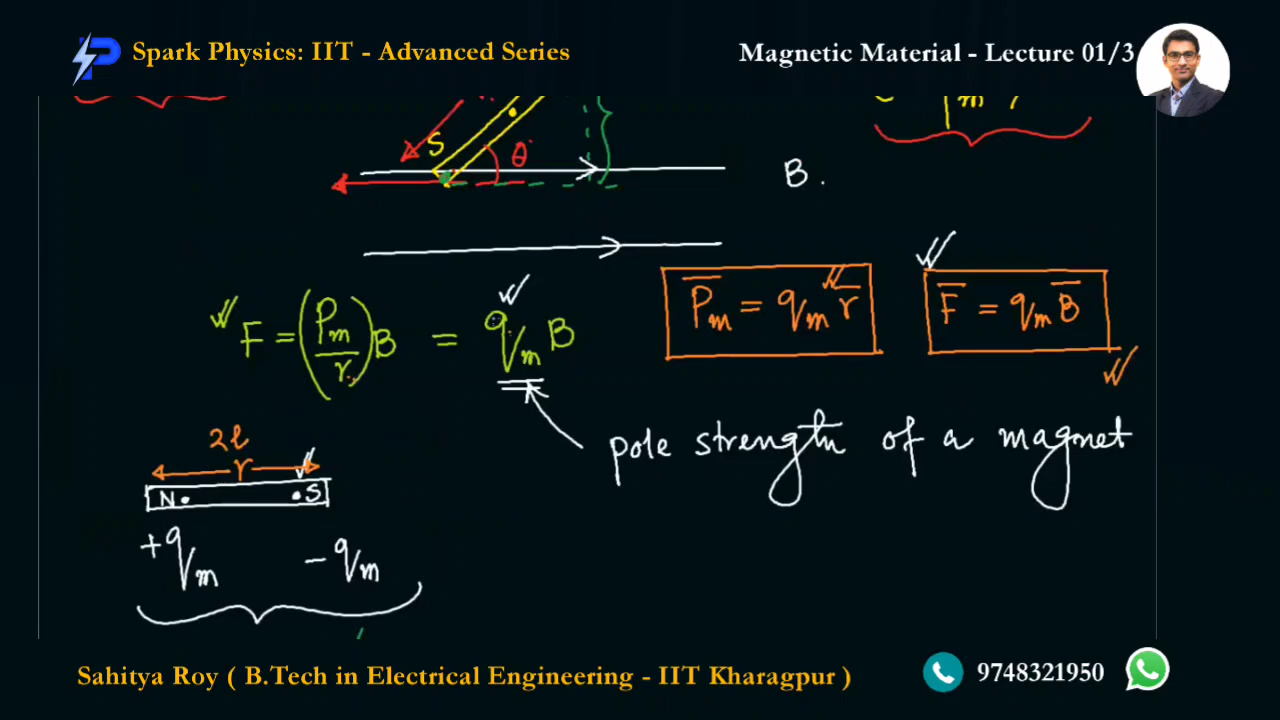 Spark Physics: IIT - Advanced Series
Magnetic Material - Lecture 01/3
S
θ
B.
F = (Pm/r) B = qm B
P̅m = qm r̅
F̅ = qm B̅
pole strength of a magnet
2l
r
N S
+qm -qm
Sahitya Roy ( B.Tech in Electrical Engineering - IIT Kharagpur )
9748321950